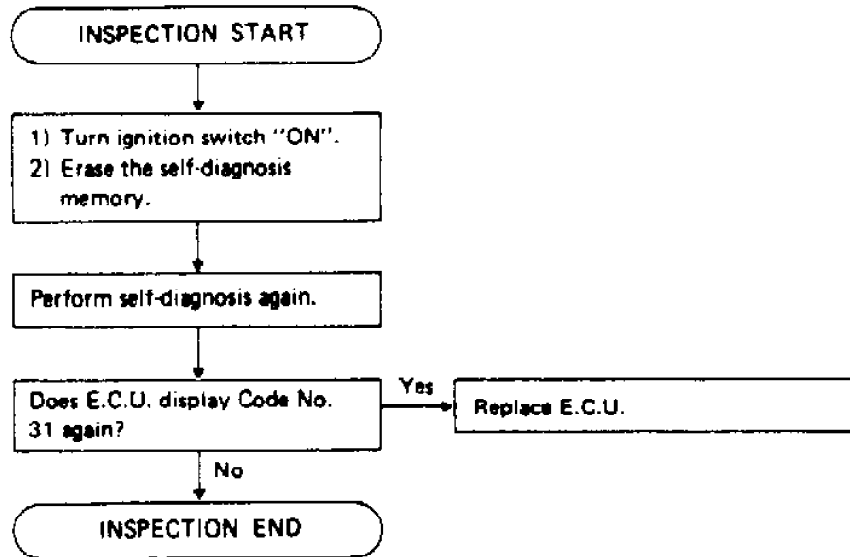 INSPECTION START
1) Turn ignition switch "ON".
2) Erase the self-diagnosis
memory.
Perform self-diagnosis again.
Does E.C.U. display Code No.
31 again?
Yes
Replace E.C.U.
No
INSPECTION END